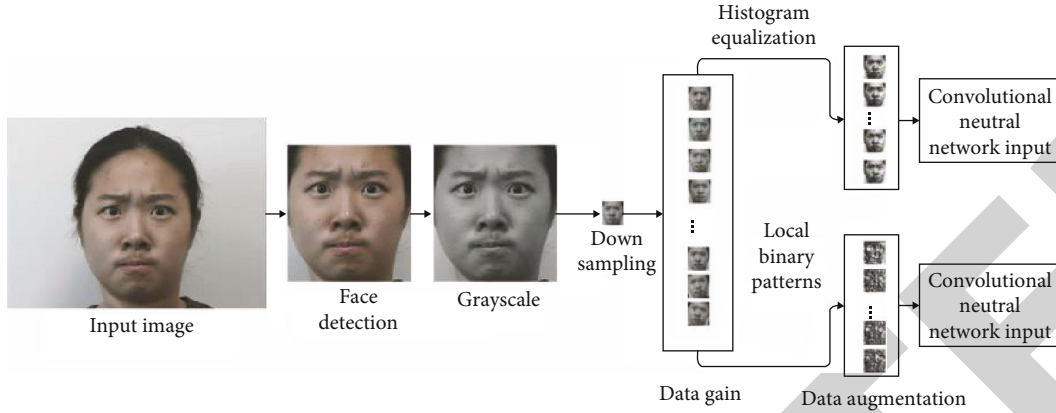 Input image
Face
detection
Grayscale
Down
sampling
Data gain
Histogram
equalization
Local
binary
patterns
Data augmentation
Convolutional
neutral
network input
Convolutional
neutral
network input